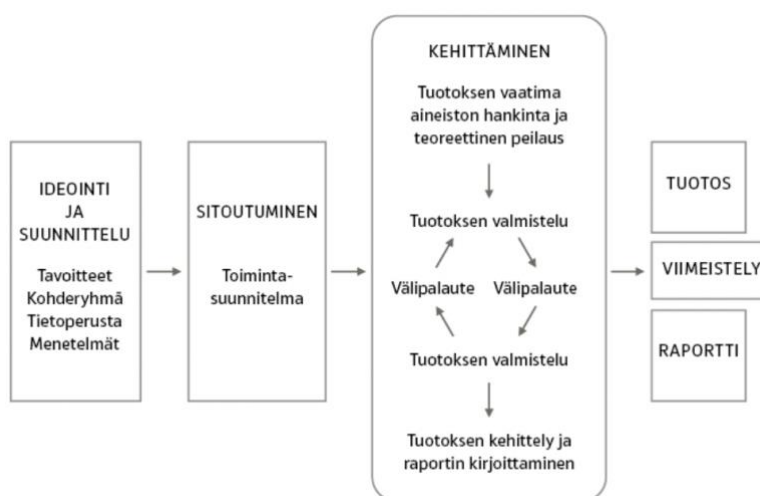 IDEOINTI
JA
SUUNNITTELU
Tavoitteet
Kohderyhmä
Tietoperusta
Menetelmät
SITOUTUMINEN
Toiminta-
suunnitelma
KEHITTÄMINEN
Tuotoksen vaatima
aineiston hankinta ja
teoreettinen peilaus
Tuotoksen valmistelu
Välipalaute Välipalaute
Tuotoksen valmistelu
Tuotoksen kehittely ja
raportin kirjoittaminen
TUOTOS
VIIMEISTELY
RAPORTTI